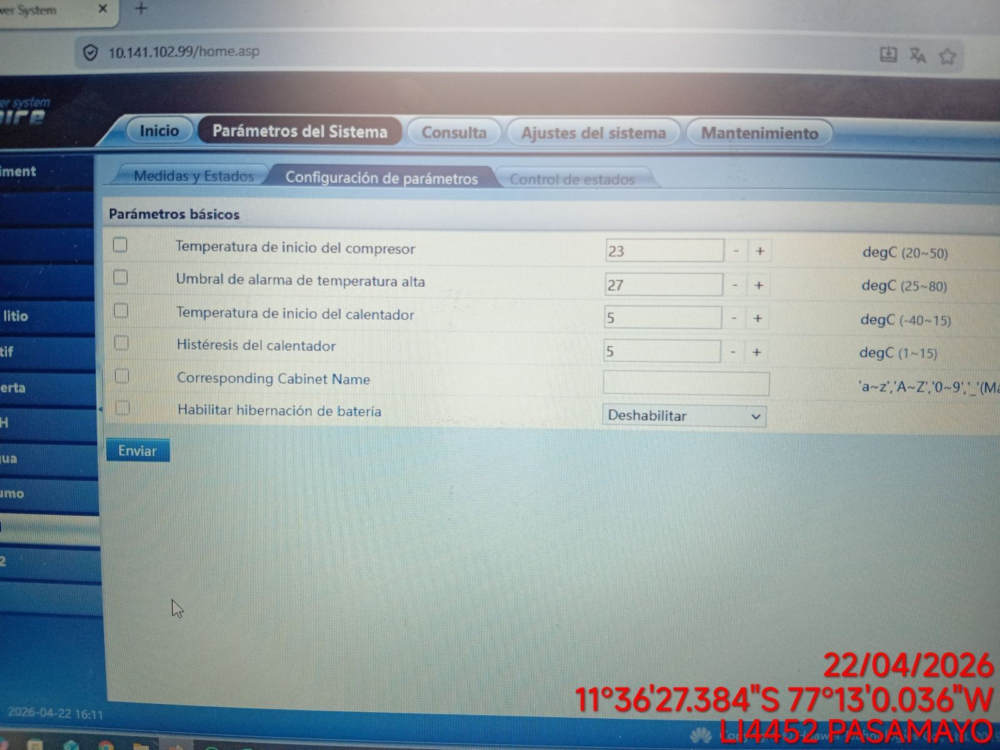 ver System
10.141.102.99/home.asp
er system
Inicio
Parámetros del Sistema
Consulta
Ajustes del sistema
Mantenimiento
iment
Medidas y Estados
Configuración de parámetros
Control de estados
Parámetros básicos
Temperatura de inicio del compresor 23 - + degC (20~50)
Umbral de alarma de temperatura alta 27 - + degC (25~80)
Temperatura de inicio del calentador 5 - + degC (-40~15)
litio
Histéresis del calentador 5 - + degC (1~15)
tif
Corresponding Cabinet Name 'a~z','A~Z','0~9','_'(Ma
erta
Habilitar hibernación de batería Deshabilitar
H
Enviar
ua
umo
2
22/04/2026
11°36'27.384"S 77°13'0.036"W
2026-04-22 16:11
LI4452 PASAMAYO